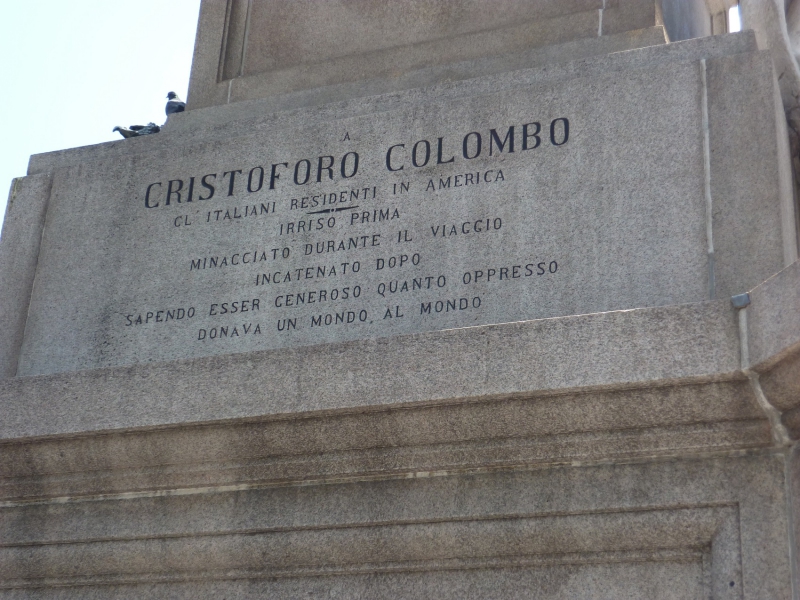 A
CRISTOFORO COLOMBO
GL'ITALIANI RESIDENTI IN AMERICA
IRRISO PRIMA
MINACCIATO DURANTE IL VIAGGIO
INCATENATO DOPO
SAPENDO ESSER GENEROSO QUANTO OPPRESSO
DONAVA UN MONDO, AL MONDO